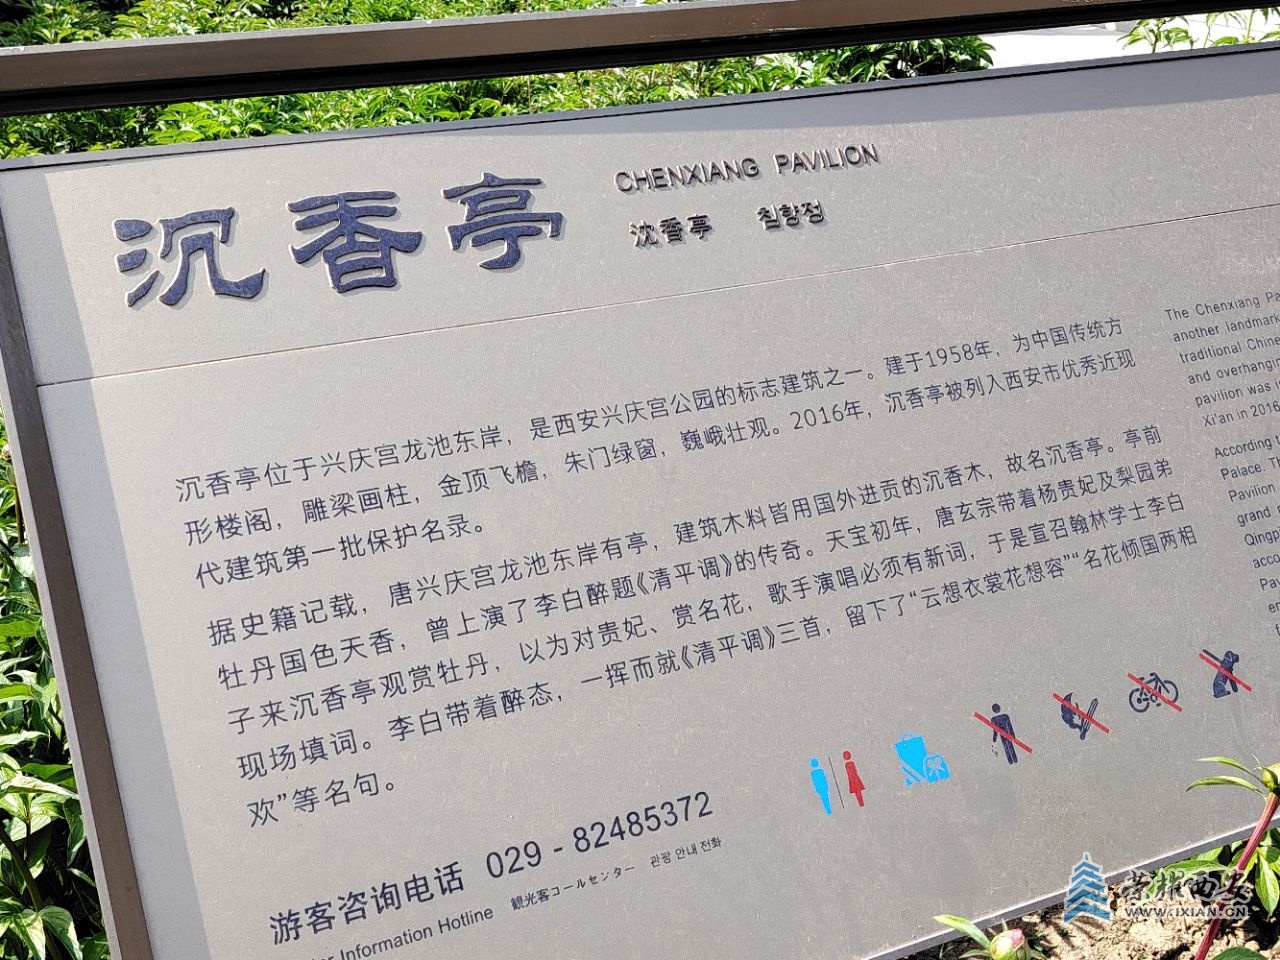 沉香亭
CHENXIANG PAVILION
沈香亭 침향정
沉香亭位于兴庆宫龙池东岸，是西安兴庆宫公园的标志建筑之一。建于1958年，为中国传统方
形楼阁，雕梁画柱，金顶飞檐，朱门绿窗，巍峨壮观。2016年，沉香亭被列入西安市优秀近现
代建筑第一批保护名录。
据史籍记载，唐兴庆宫龙池东岸有亭，建筑木料皆用国外进贡的沉香木，故名沉香亭。亭前
牡丹国色天香，曾上演了李白醉题《清平调》的传奇。天宝初年，唐玄宗带着杨贵妃及梨园弟
子来沉香亭观赏牡丹，以为对贵妃、赏名花，歌手演唱必须有新词，于是宣召翰林学士李白
现场填词。李白带着醉态，一挥而就《清平调》三首，留下了“云想衣裳花想容”“名花倾国两相
欢”等名句。
The Chenxiang
another landmark
traditional
and
pavilion was
Xi'an in 2016
According
Palace.
Pavilion
grand
游客咨询电话 029 - 82485372
Information Hotline 観光客コールセンター 관광 안내 전화
荣耀西安
WWW.IXIAN.CN